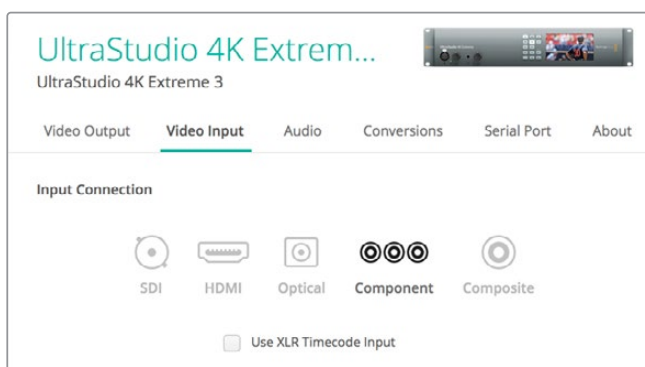 UltraStudio 4K Extrem...
UltraStudio 4K Extreme 3
Video Output Video Input Audio Conversions Serial Port About
Input Connection
SDI HDMI Optical Component Composite
Use XLR Timecode Input